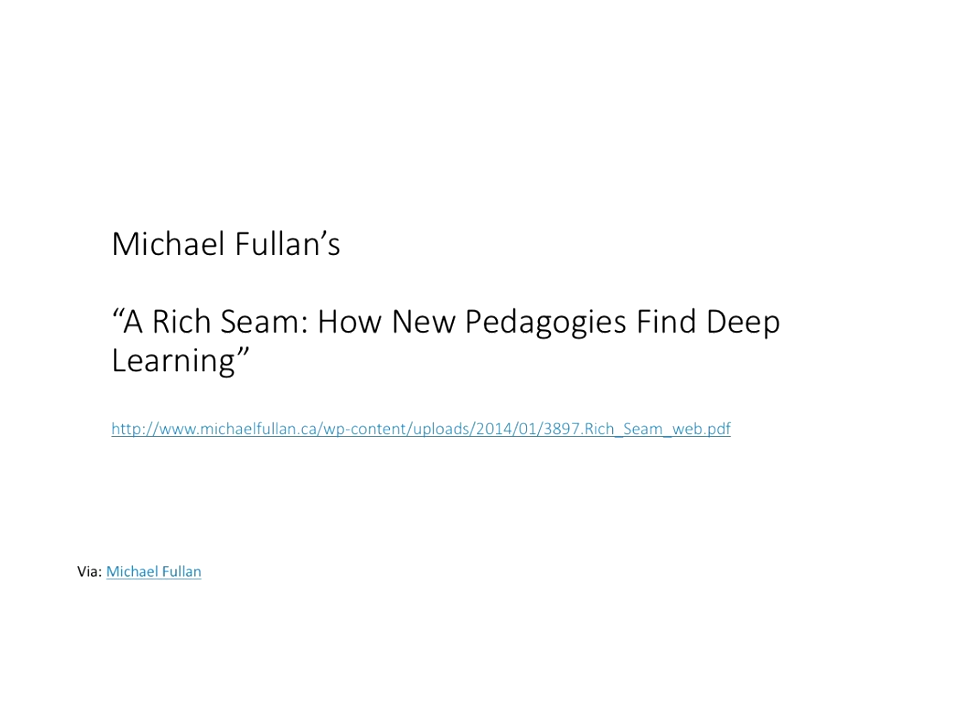 Michael Fullan’s
“A Rich Seam: How New Pedagogies Find Deep
Learning”
http://www.michaelfullan.ca/wp-content/uploads/2014/01/3897.Rich_Seam_web.pdf
Via: Michael Fullan